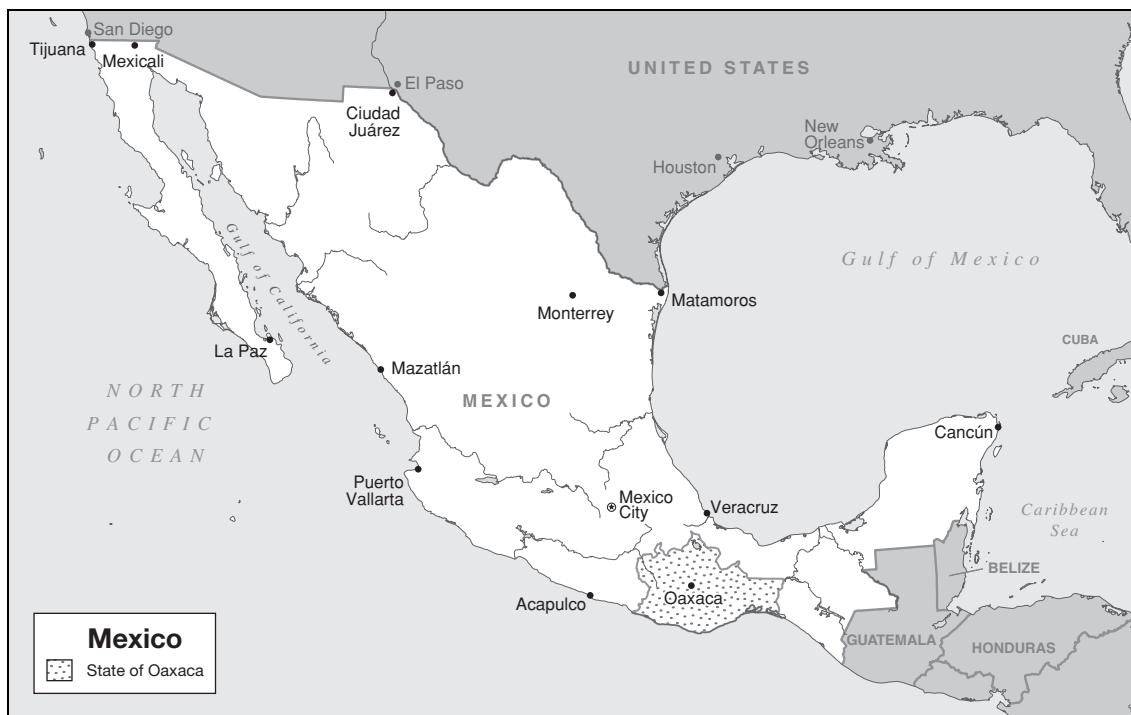 San Diego
Tijuana
Mexicali
El Paso
Ciudad
Juárez
UNITED STATES
New
Orleans
Houston
Gulf of California
Gulf of Mexico
Monterrey
Matamoros
La Paz
Mazatlán
CUBA
NORTH
PACIFIC
OCEAN
MEXICO
Cancún
Puerto
Vallarta
Mexico
City
Veracruz
Caribbean
Sea
BELIZE
Acapulco
Oaxaca
GUATEMALA
HONDURAS
Mexico
State of Oaxaca